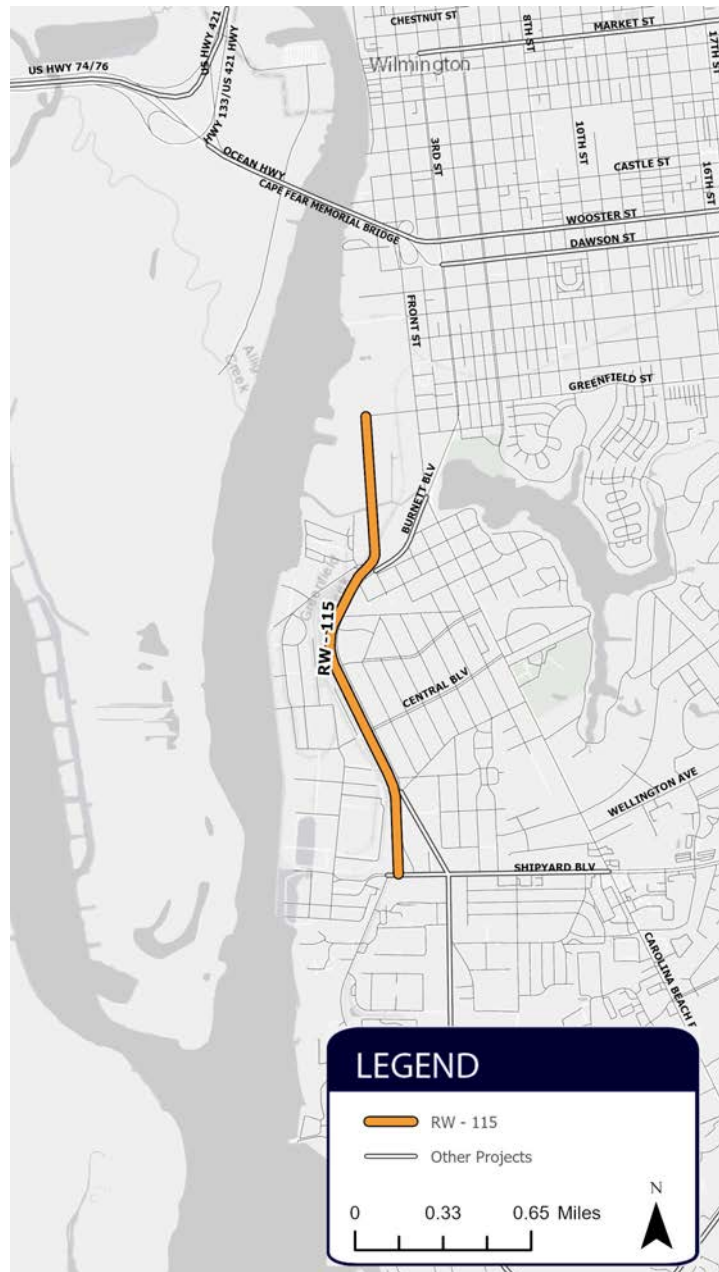 CHESTNUT ST
8TH ST
MARKET ST
17TH ST
US HWY 421
US HWY 74/76
Wilmington
HWY 133/US 421 HWY
3RD ST
10TH ST
OCEAN HWY
CASTLE ST
16TH ST
CAPE FEAR MEMORIAL BRIDGE
WOOSTER ST
DAWSON ST
FRONT ST
Creek
GREENFIELD ST
BURNETT BLV
Greenfield
RW - 115
CENTRAL BLV
WELLINGTON AVE
SHIPYARD BLV
CAROLINA BEACH
LEGEND
RW - 115
Other Projects
N
0 0.33 0.65 Miles